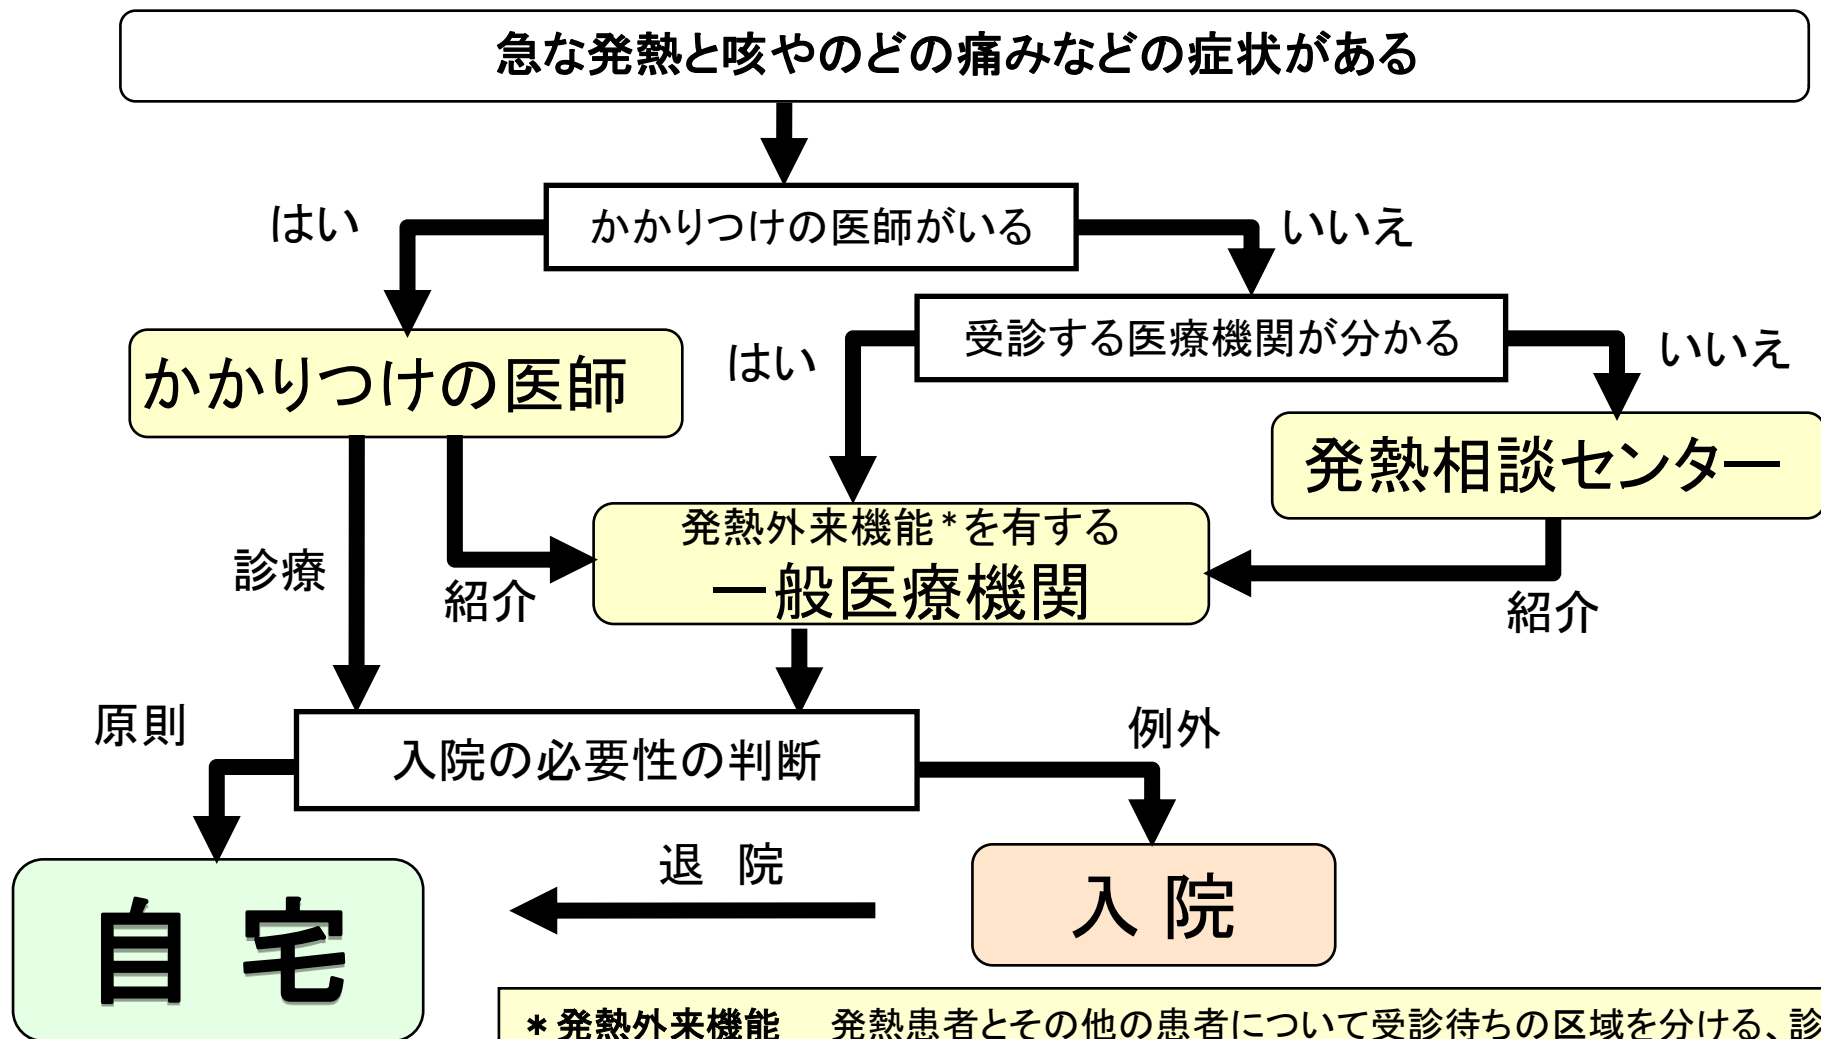 急な発熱と咳やのどの痛みなどの症状がある
はい
かかりつけの医師がいる
いいえ
受診する医療機関が分かる
はい
いいえ
かかりつけの医師
発熱相談センター
発熱外来機能*を有する
一般医療機関
診療
紹介
紹介
原則
入院の必要性の判断
例外
退 院
自 宅
入 院
*発熱外来機能 発熱患者とその他の患者について受診待ちの区域を分ける、診